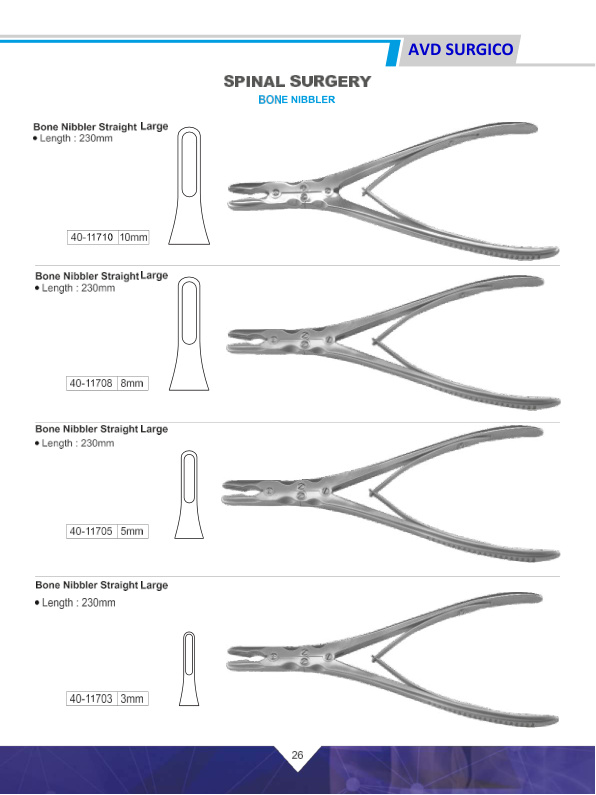 AVD SURGICO
SPINAL SURGERY
BONE NIBBLER
Bone Nibbler Straight Large
• Length : 230mm
40-11710 10mm
Bone Nibbler Straight Large
• Length : 230mm
40-11708 8mm
Bone Nibbler Straight Large
• Length : 230mm
40-11705 5mm
Bone Nibbler Straight Large
• Length : 230mm
40-11703 3mm
26